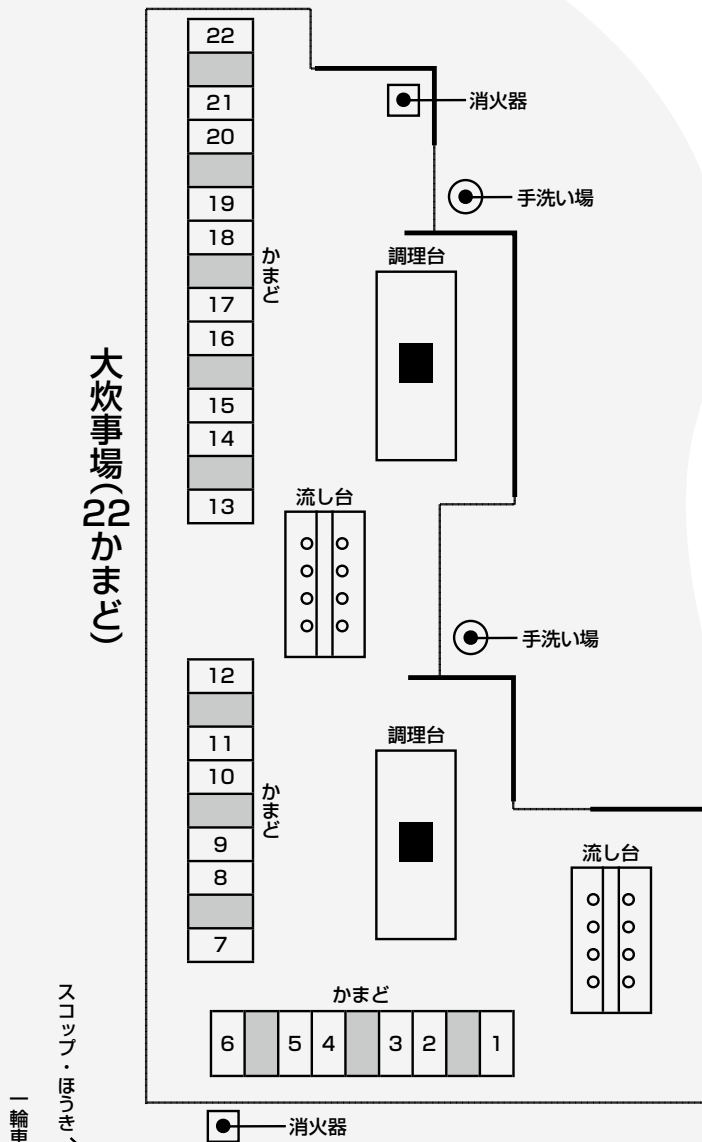 22
21
消火器
20
手洗い場
19
18
かまど
調理台
17
16
大炊事場(22かまど)
15
14
流し台
13
手洗い場
12
調理台
11
10
かまど
9
流し台
8
7
かまど
6
5
4
3
2
1
スコップ・ほうき、
一輪車
消火器